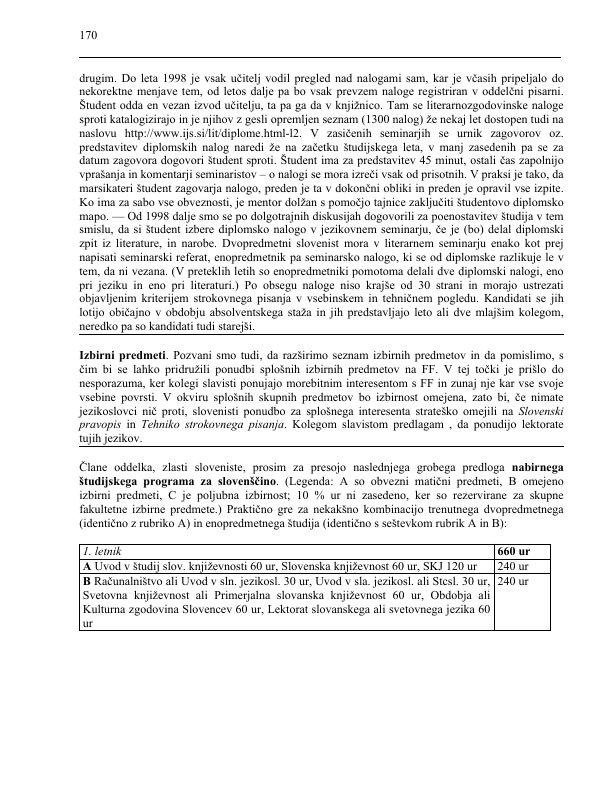 170
drugim. Do leta 1998 je vsak učitelj vodil pregled nad nalogami sam, kar je včasih pripeljalo do
nekorektne menjave tem, od letos dalje pa bo vsak prevzem naloge registriran v oddelčni pisarni.
Študent odda en vezan izvod učitelju, ta pa ga da v knjižnico. Tam se literarnozgodovinske naloge
sproti katalogizirajo in je njihov z gesli opremljen seznam (1300 nalog) že nekaj let dostopen tudi na
naslovu http://www.ijs.si/lit/diplome.html-l2. V zasičenih seminarjih se urnik zagovorov oz.
predstavitev diplomskih nalog naredi že na začetku študijskega leta, v manj zasedenih pa se za
datum zagovora dogovori študent sproti. Študent ima za predstavitev 45 minut, ostali čas zapolnijo
vprašanja in komentarji seminaristov – o nalogi se mora izreči vsak od prisotnih. V praksi je tako, da
marsikateri študent zagovarja nalogo, preden je ta v dokončni obliki in preden je opravil vse izpite.
Ko ima za sabo vse obveznosti, je mentor dolžan s pomočjo tajnice zaključiti študentovo diplomsko
mapo. — Od 1998 dalje smo se po dolgotrajnih diskusijah dogovorili za poenostavitev študija v tem
smislu, da si študent izbere diplomsko nalogo v jezikovnem seminarju, če je (bo) delal diplomski
zpit iz literature, in narobe. Dvopredmetni slovenist mora v literarnem seminarju enako kot prej
napisati seminarski referat, enopredmetnik pa seminarsko nalogo, ki se od diplomske razlikuje le v
tem, da ni vezana. (V preteklih letih so enopredmetniki pomotoma delali dve diplomski nalogi, eno
pri jeziku in eno pri literaturi.) Po obsegu naloge niso krajše od 30 strani in morajo ustrezati
objavljenim kriterijem strokovnega pisanja v vsebinskem in tehničnem pogledu. Kandidati se jih
lotijo običajno v obdobju absolventskega staža in jih predstavljajo leto ali dve mlajšim kolegom,
neredko pa so kandidati tudi starejši.
Izbirni predmeti. Pozvani smo tudi, da razširimo seznam izbirnih predmetov in da pomislimo, s
čim bi se lahko pridružili ponudbi splošnih izbirnih predmetov na FF. V tej točki je prišlo do
nesporazuma, ker kolegi slavisti ponujajo morebitnim interesentom s FF in zunaj nje kar vse svoje
vsebine povrsti. V okviru splošnih skupnih predmetov bo izbirnost omejena, zato bi, če nimate
jezikoslovci nič proti, slovenisti ponudbo za splošnega interesenta strateško omejili na Slovenski
pravopis in Tehniko strokovnega pisanja. Kolegom slavistom predlagam , da ponudijo lektorate
tujih jezikov.
Člane oddelka, zlasti sloveniste, prosim za presojo naslednjega grobega predloga nabirnega
študijskega programa za slovenščino. (Legenda: A so obvezni matični predmeti, B omejeno
izbirni predmeti, C je poljubna izbirnost; 10 % ur ni zasedeno, ker so rezervirane za skupne
fakultetne izbirne predmete.) Praktično gre za nekakšno kombinacijo trenutnega dvopredmetnega
(identično z rubriko A) in enopredmetnega študija (identično s seštevkom rubrik A in B):
1. letnik 660 ur
A Uvod v študij slov. književnosti 60 ur, Slovenska književnost 60 ur, SKJ 120 ur 240 ur
B Računalništvo ali Uvod v sln. jezikosl. 30 ur, Uvod v sla. jezikosl. ali Stcsl. 30 ur, 240 ur
Svetovna književnost ali Primerjalna slovanska književnost 60 ur, Obdobja ali
Kulturna zgodovina Slovencev 60 ur, Lektorat slovanskega ali svetovnega jezika 60
ur